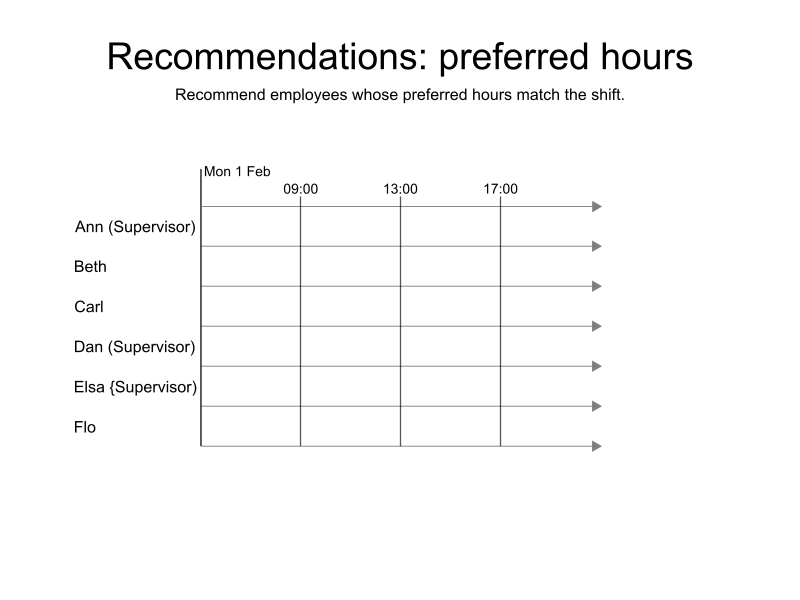 Recommendations: preferred hours
Recommend employees whose preferred hours match the shift.
Mon 1 Feb
09:00 13:00 17:00
Ann (Supervisor)
Beth
Carl
Dan (Supervisor)
Elsa {Supervisor)
Flo